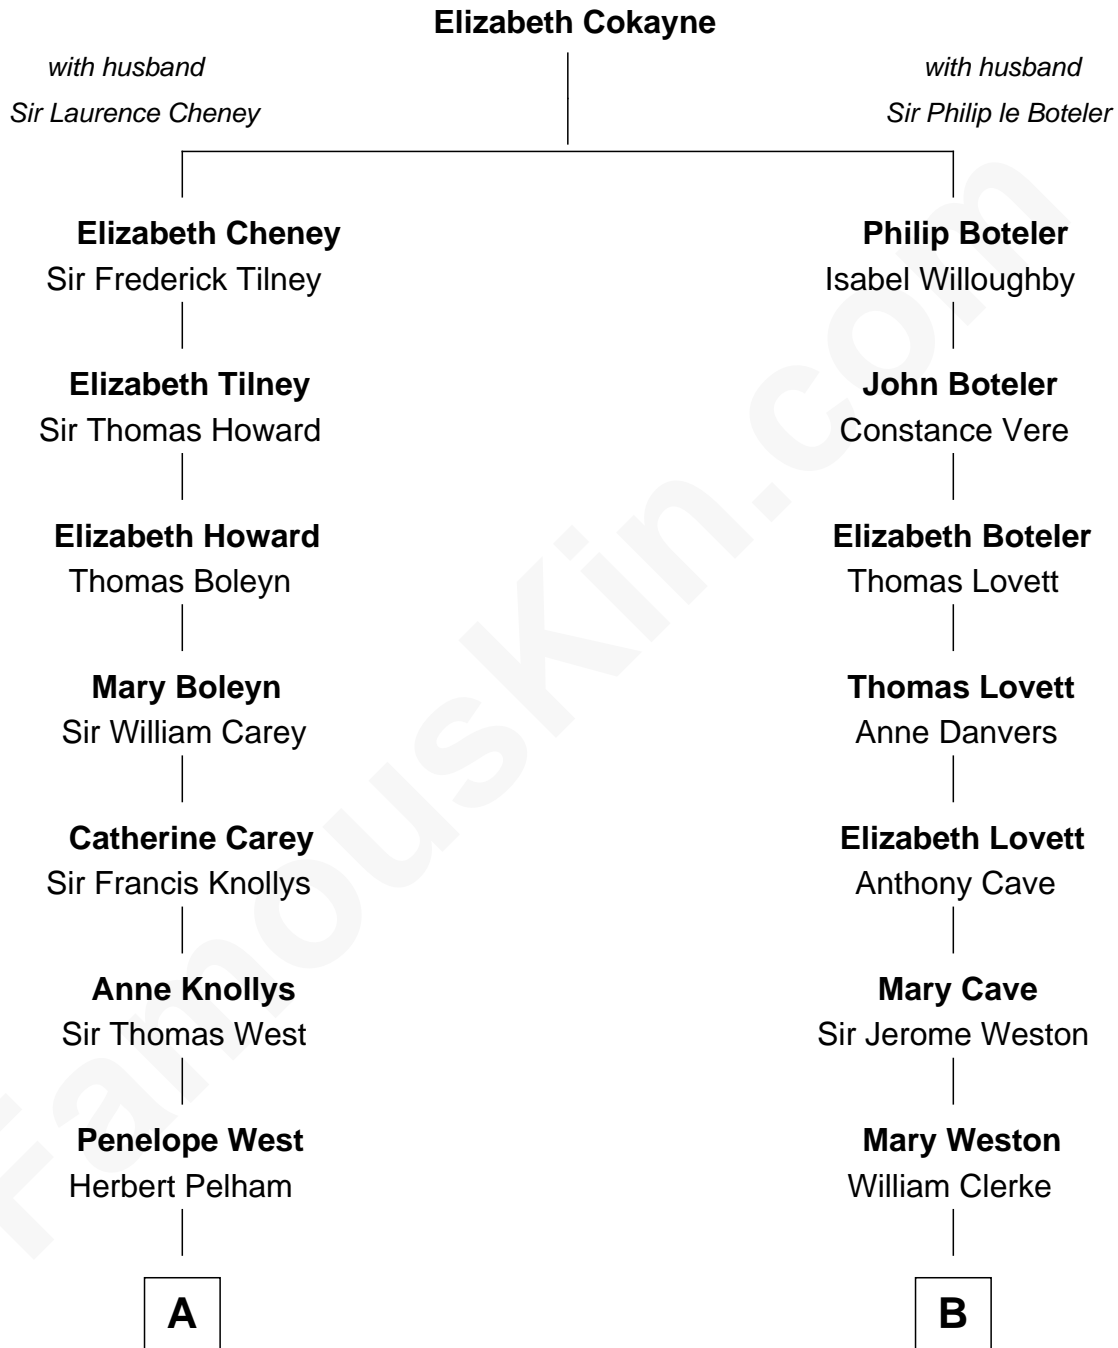 Elizabeth Cokayne
with husband
Sir Laurence Cheney
with husband
Sir Philip le Boteler
Elizabeth Cheney
Sir Frederick Tilney
Philip Boteler
Isabel Willoughby
Elizabeth Tilney
Sir Thomas Howard
John Boteler
Constance Vere
Elizabeth Howard
Thomas Boleyn
Elizabeth Boteler
Thomas Lovett
Mary Boleyn
Sir William Carey
Thomas Lovett
Anne Danvers
Catherine Carey
Sir Francis Knollys
Elizabeth Lovett
Anthony Cave
Anne Knollys
Sir Thomas West
Mary Cave
Sir Jerome Weston
Penelope West
Herbert Pelham
Mary Weston
William Clerke
A
B
FamousKin.com